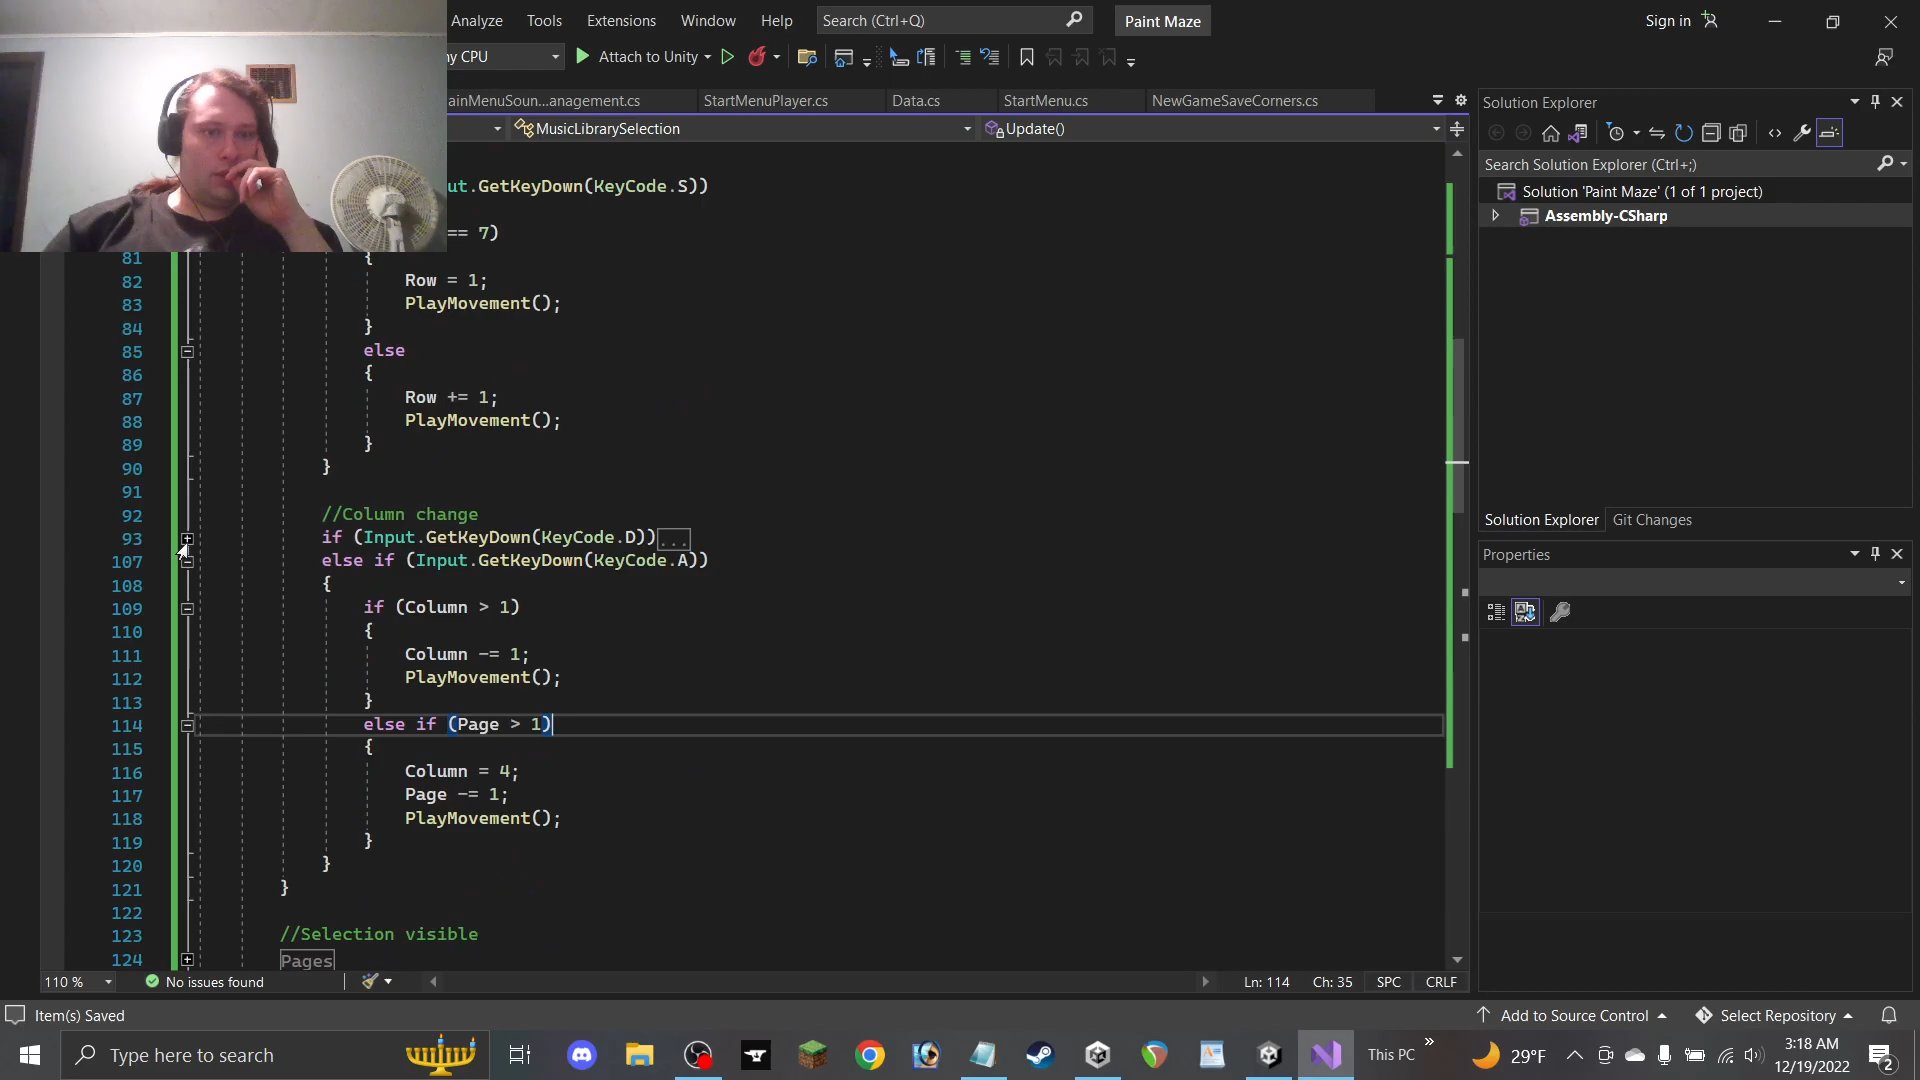 Analyze Tools Extensions Window Help Search (Ctrl+Q) Paint Maze Sign in
ny CPU Attach to Unity
ainMenuSoun...anagement.cs StartMenuPlayer.cs Data.cs StartMenu.cs NewGameSaveCorners.cs
MusicLibrarySelection Update()
ut.GetKeyDown(KeyCode.S))
== 7)
81 {
82 Row = 1;
83 PlayMovement();
84 }
85 else
86 {
87 Row += 1;
88 PlayMovement();
89 }
90 }
91
92 //Column change
93 if (Input.GetKeyDown(KeyCode.D))...
107 else if (Input.GetKeyDown(KeyCode.A))
108 {
109 if (Column > 1)
110 {
111 Column -= 1;
112 PlayMovement();
113 }
114 else if (Page > 1)
115 {
116 Column = 4;
117 Page -= 1;
118 PlayMovement();
119 }
120 }
121 }
122
123 //Selection visible
124 Pages
110 % No issues found Ln: 114 Ch: 35 SPC CRLF
Solution Explorer
Search Solution Explorer (Ctrl+;)
Solution 'Paint Maze' (1 of 1 project)
Assembly-CSharp
Solution Explorer Git Changes
Properties
Item(s) Saved Add to Source Control Select Repository
Type here to search This PC 29°F 3:18 AM
12/19/2022 2